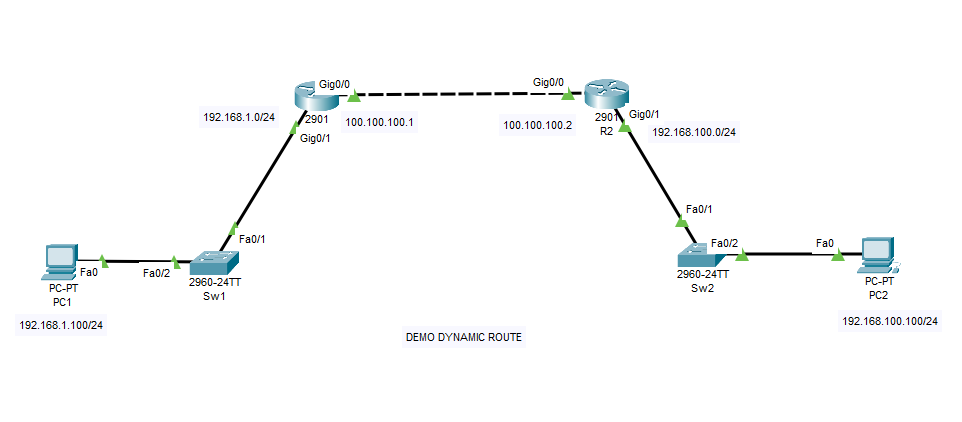 Gig0/0
Gig0/0
192.168.1.0/24
2901
100.100.100.1
Gig0/1
100.100.100.2
2901
R2
Gig0/1
192.168.100.0/24
Fa0/1
Fa0/1
Fa0
Fa0/2
2960-24TT
Sw1
PC-PT
PC1
192.168.1.100/24
Fa0/2
Fa0
2960-24TT
Sw2
PC-PT
PC2
192.168.100.100/24
DEMO DYNAMIC ROUTE